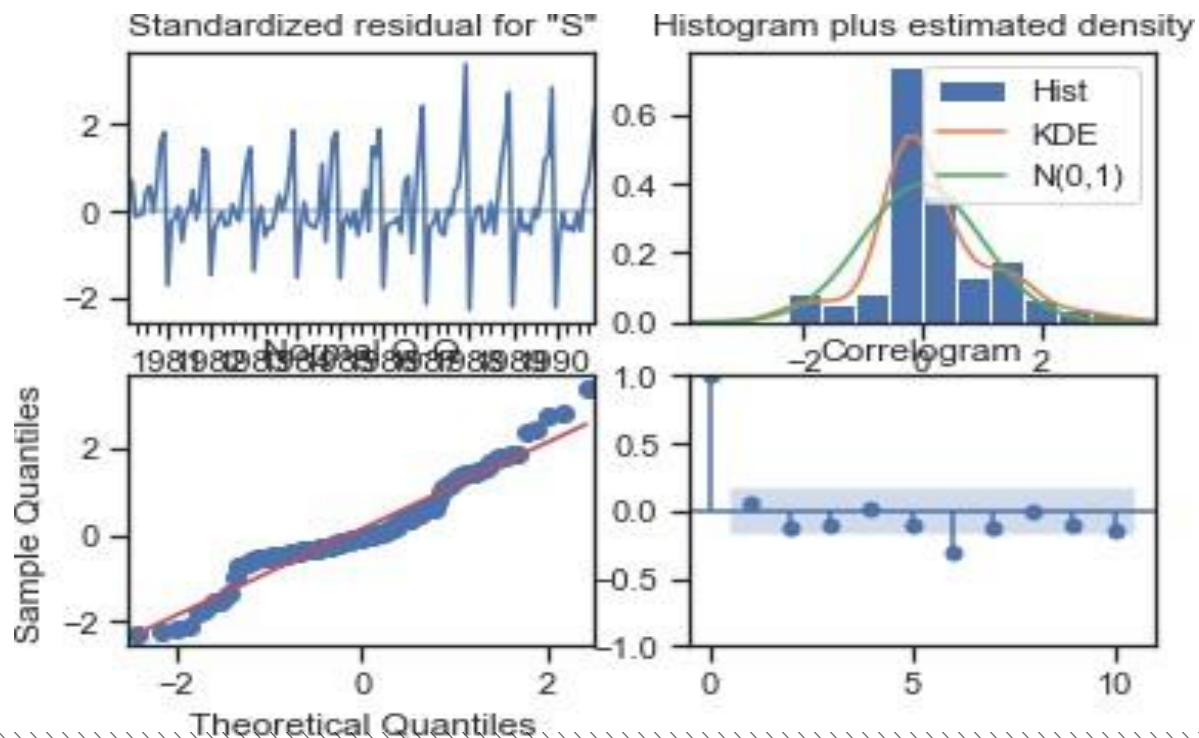 Standardized residual for "S"
2
0
−2
1981
1990
Histogram plus estimated density
0.6
0.4
0.2
0.0
Hist
KDE
N(0,1)
−2
0
2
Normal Q-Q
Sample Quantiles
2
0
−2
−2
0
2
Theoretical Quantiles
Correlogram
1.0
0.5
0.0
−0.5
−1.0
0
5
10